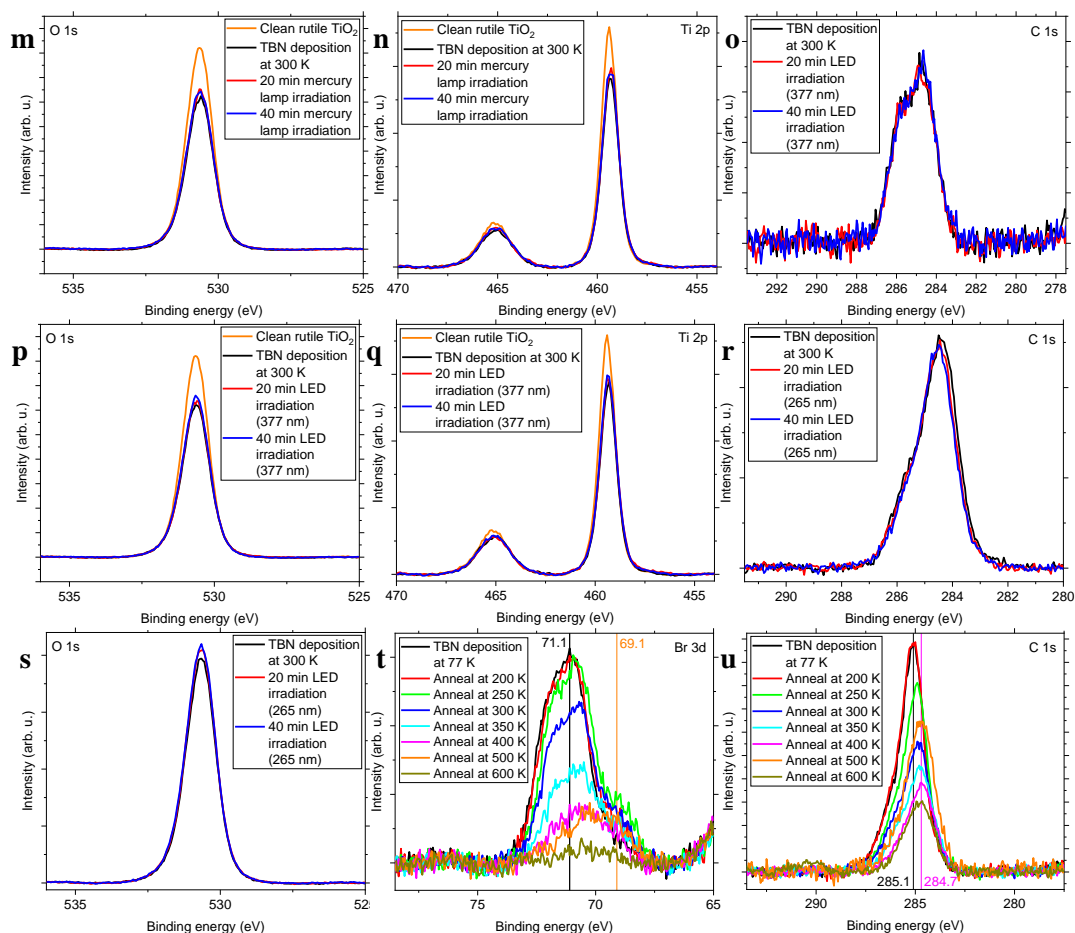 m
O 1s
Clean rutile TiO₂
TBN deposition
at 300 K
20 min mercury
lamp irradiation
40 min mercury
lamp irradiation
Intensity (arb. u.)
535
530
525
Binding energy (eV)
n
Ti 2p
Clean rutile TiO₂
TBN deposition at 300 K
20 min mercury
lamp irradiation
40 min mercury
lamp irradiation
Intensity (arb. u.)
470
465
460
455
Binding energy (eV)
o
C 1s
TBN deposition
at 300 K
20 min LED
irradiation
(377 nm)
40 min LED
irradiation
(377 nm)
Intensity (arb. u.)
292
290
288
286
284
282
280
278
Binding energy (eV)
p
O 1s
Clean rutile TiO₂
TBN deposition
at 300 K
20 min LED
irradiation
(377 nm)
40 min LED
irradiation
(377 nm)
Intensity (arb. u.)
535
530
525
Binding energy (eV)
q
Ti 2p
Clean rutile TiO₂
TBN deposition at 300 K
20 min LED
irradiation (377 nm)
40 min LED
irradiation (377 nm)
Intensity (arb. u.)
470
465
460
455
Binding energy (eV)
r
C 1s
TBN deposition
at 300 K
20 min LED
irradiation
(265 nm)
40 min LED
irradiation
(265 nm)
Intensity (arb. u.)
290
288
286
284
282
280
Binding energy (eV)
s
O 1s
TBN deposition
at 300 K
20 min LED
irradiation
(265 nm)
40 min LED
irradiation
(265 nm)
Intensity (arb. u.)
535
530
525
Binding energy (eV)
t
71.1
69.1
Br 3d
TBN deposition
at 77 K
Anneal at 200 K
Anneal at 250 K
Anneal at 300 K
Anneal at 350 K
Anneal at 400 K
Anneal at 500 K
Anneal at 600 K
Intensity (arb. u.)
75
70
65
Binding energy (eV)
u
C 1s
TBN deposition
at 77 K
Anneal at 200 K
Anneal at 250 K
Anneal at 300 K
Anneal at 350 K
Anneal at 400 K
Anneal at 500 K
Anneal at 600 K
285.1
284.7
Intensity (arb. u.)
290
285
280
Binding energy (eV)